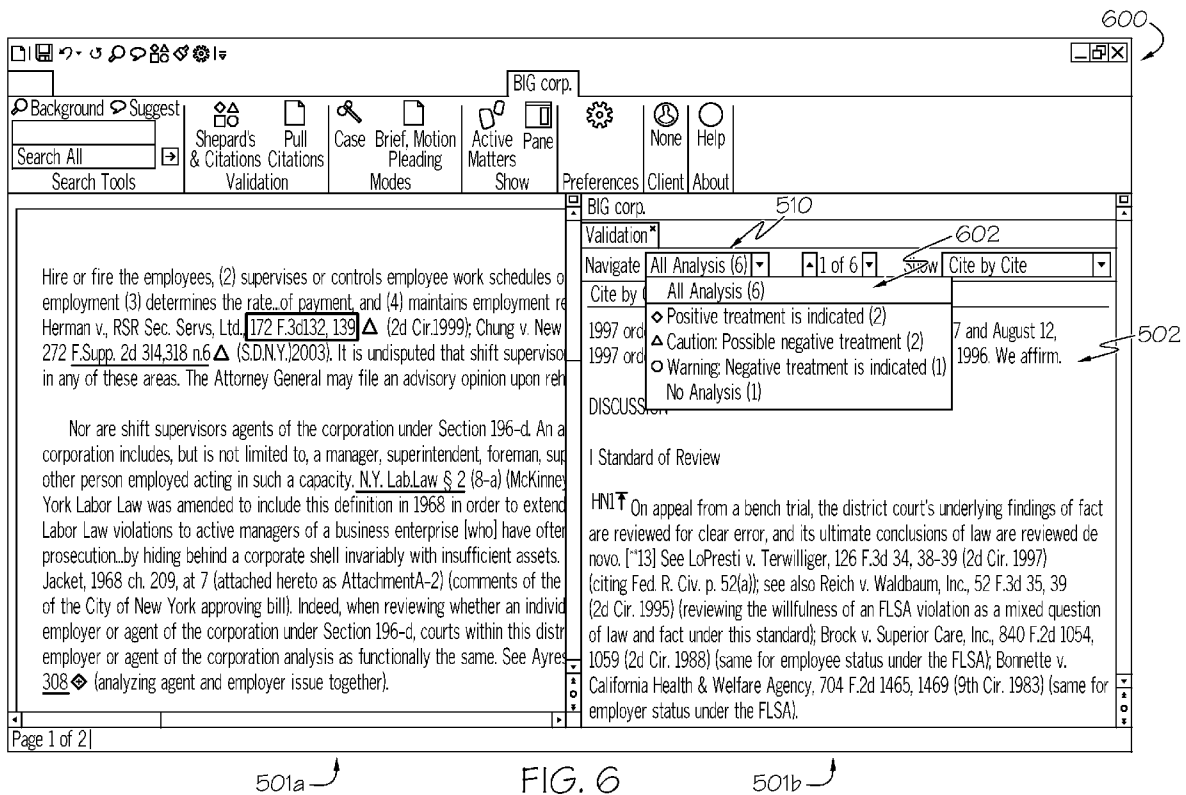 600
BIG corp.
Background Suggest
Search All
Search Tools
Shepard's & Citations
Pull Citations
Validation
Case
Brief, Motion Pleading
Modes
Active Matters
Pane
Show
Preferences
None
Client
Help
About
Hire or fire the employees, (2) supervises or controls employee work schedules o
employment (3) determines the rate...of payment, and (4) maintains employment re
Herman v., RSR Sec. Servs, Ltd., 172 F.3d132, 139 (2d Cir.1999); Chung v. New
272 F.Supp. 2d 3I4,318 n.6 (S.D.N.Y.)2003). It is undisputed that shift superviso
in any of these areas. The Attorney General may file an advisory opinion upon reh
Nor are shift supervisors agents of the corporation under Section 196-d. An a
corporation includes, but is not limited to, a manager, superintendent, foreman, sup
other person employed acting in such a capacity. N.Y. Lab.Law § 2 (8-a) (McKinney
York Labor Law was amended to include this definition in 1968 in order to extend
Labor Law violations to active managers of a business enterprise [who] have ofter
prosecution...by hiding behind a corporate shell invariably with insufficient assets.
Jacket, 1968 ch. 209, at 7 (attached hereto as AttachmentA-2) (comments of the
of the City of New York approving bill). Indeed, when reviewing whether an individ
employer or agent of the corporation under Section 196-d, courts within this distr
employer or agent of the corporation analysis as functionally the same. See Ayres
308 (analyzing agent and employer issue together).
Page 1 of 2
BIG corp.
510
Validation
602
Navigate All Analysis (6) 1 of 6 Show Cite by Cite
Cite by
All Analysis (6)
Positive treatment is indicated (2)
Caution: Possible negative treatment (2)
Warning: Negative treatment is indicated (1)
No Analysis (1)
1997 ord 7 and August 12,
1997 ord 1996. We affirm.
502
DISCUSSION
I Standard of Review
HN1 On appeal from a bench trial, the district court's underlying findings of fact
are reviewed for clear error, and its ultimate conclusions of law are reviewed de
novo. [**13] See LoPresti v. Terwilliger, 126 F.3d 34, 38-39 (2d Cir. 1997)
(citing Fed. R. Civ. p. 52(a)); see also Reich v. Waldbaum, Inc., 52 F.3d 35, 39
(2d Cir. 1995) (reviewing the willfulness of an FLSA violation as a mixed question
of law and fact under this standard); Brock v. Superior Care, Inc., 840 F.2d 1054,
1059 (2d Cir. 1988) (same for employee status under the FLSA); Bonnette v.
California Health & Welfare Agency, 704 F.2d 1465, 1469 (9th Cir. 1983) (same for
employer status under the FLSA).
501a
FIG. 6
501b